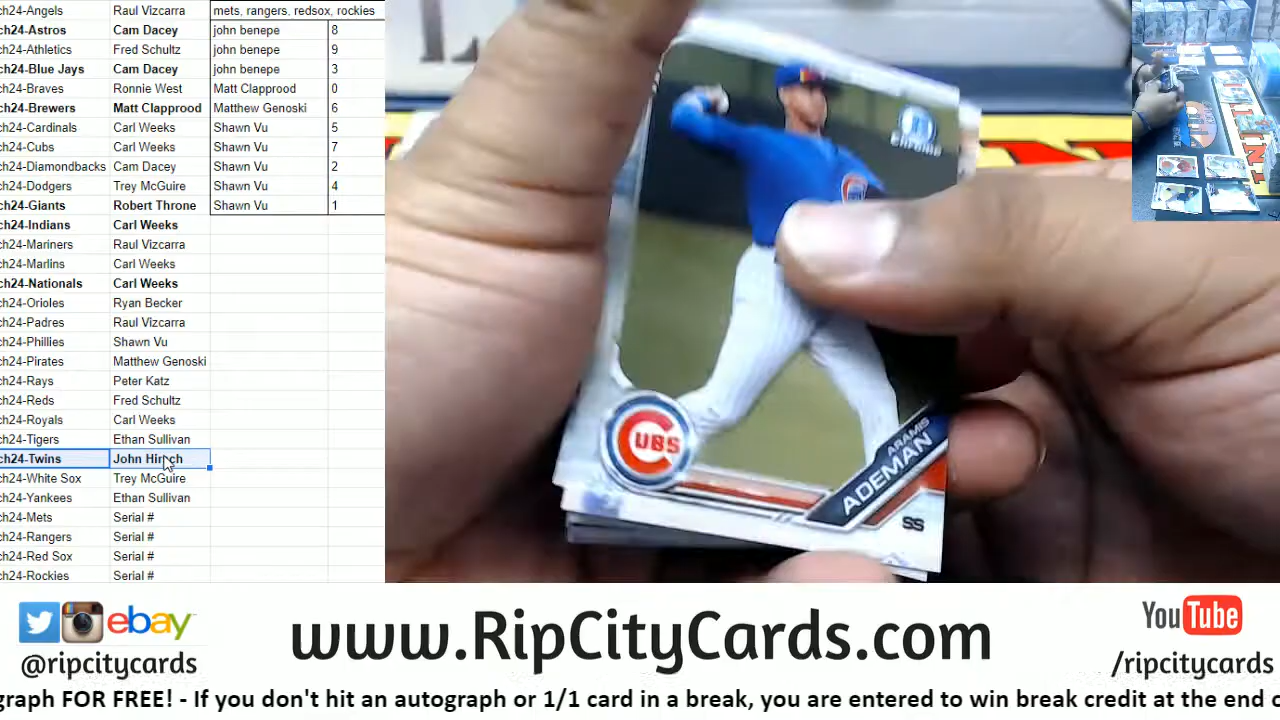 ch24-Angels Raul Vizcarra mets, rangers, redsox, rockies
ch24-Astros Cam Dacey john benepe 8
ch24-Athletics Fred Schultz john benepe 9
ch24-Blue Jays Cam Dacey john benepe 3
ch24-Braves Ronnie West Matt Clapprood 0
ch24-Brewers Matt Clapprood Matthew Genoski 6
ch24-Cardinals Carl Weeks Shawn Vu 5
ch24-Cubs Carl Weeks Shawn Vu 7
ch24-Diamondbacks Cam Dacey Shawn Vu 2
ch24-Dodgers Trey McGuire Shawn Vu 4
ch24-Giants Robert Throne Shawn Vu 1
ch24-Indians Carl Weeks
ch24-Mariners Raul Vizcarra
ch24-Marlins Carl Weeks
ch24-Nationals Carl Weeks
ch24-Orioles Ryan Becker
ch24-Padres Raul Vizcarra
ch24-Phillies Shawn Vu
ch24-Pirates Matthew Genoski
ch24-Rays Peter Katz
ch24-Reds Fred Schultz
ch24-Royals Carl Weeks
ch24-Tigers Ethan Sullivan
ch24-Twins John
ch24-White Sox Trey McGuire
ch24-Yankees Ethan Sullivan
ch24-Mets Serial #
ch24-Rangers Serial #
ch24-Red Sox Serial #
ch24-Rockies Serial #
CHROME
CUBS
ARAMIS
ADEMAN
SS
ebay
@ripcitycards
www.RipCityCards.com
YouTube
/ripcitycards
graph FOR FREE! - If you don't hit an autograph or 1/1 card in a break, you are entered to win break credit at the end o